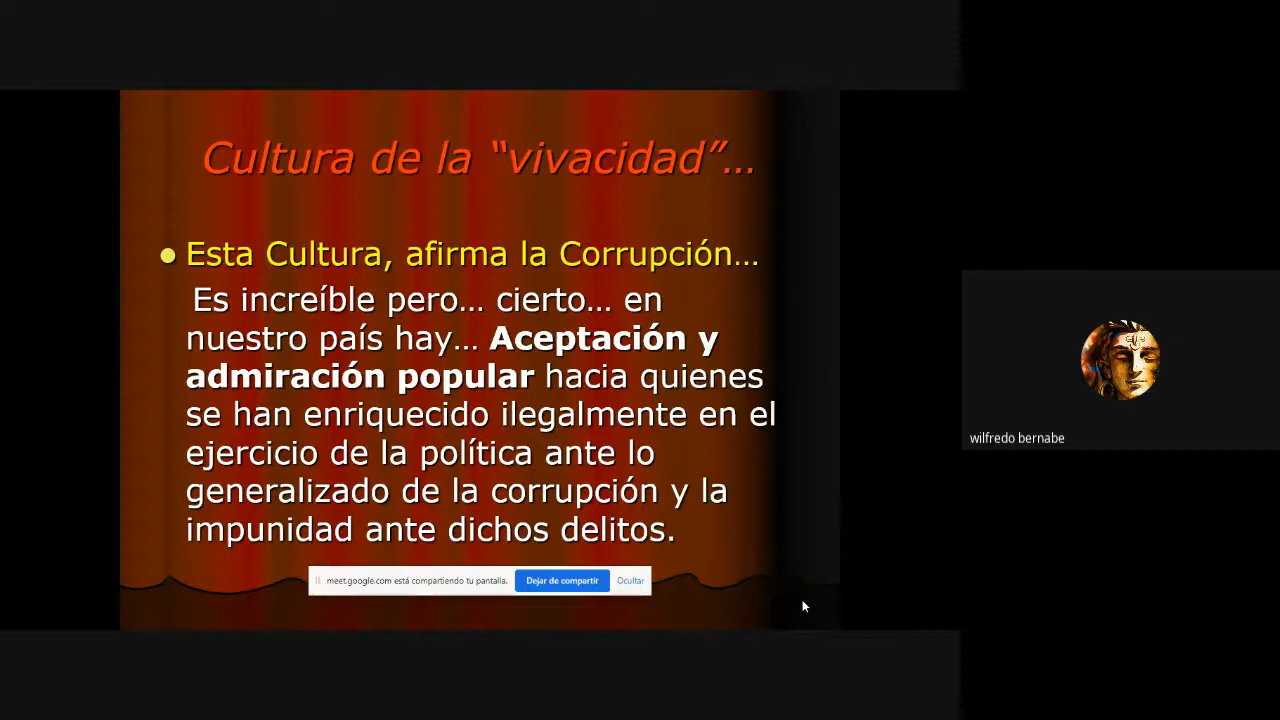 Cultura de la “vivacidad”…
Esta Cultura, afirma la Corrupción…
Es increíble pero… cierto… en
nuestro país hay… Aceptación y
admiración popular hacia quienes
se han enriquecido ilegalmente en el
ejercicio de la política ante lo
generalizado de la corrupción y la
impunidad ante dichos delitos.
meet.google.com está compartiendo tu pantalla. Dejar de compartir Ocultar
wilfredo bernabe